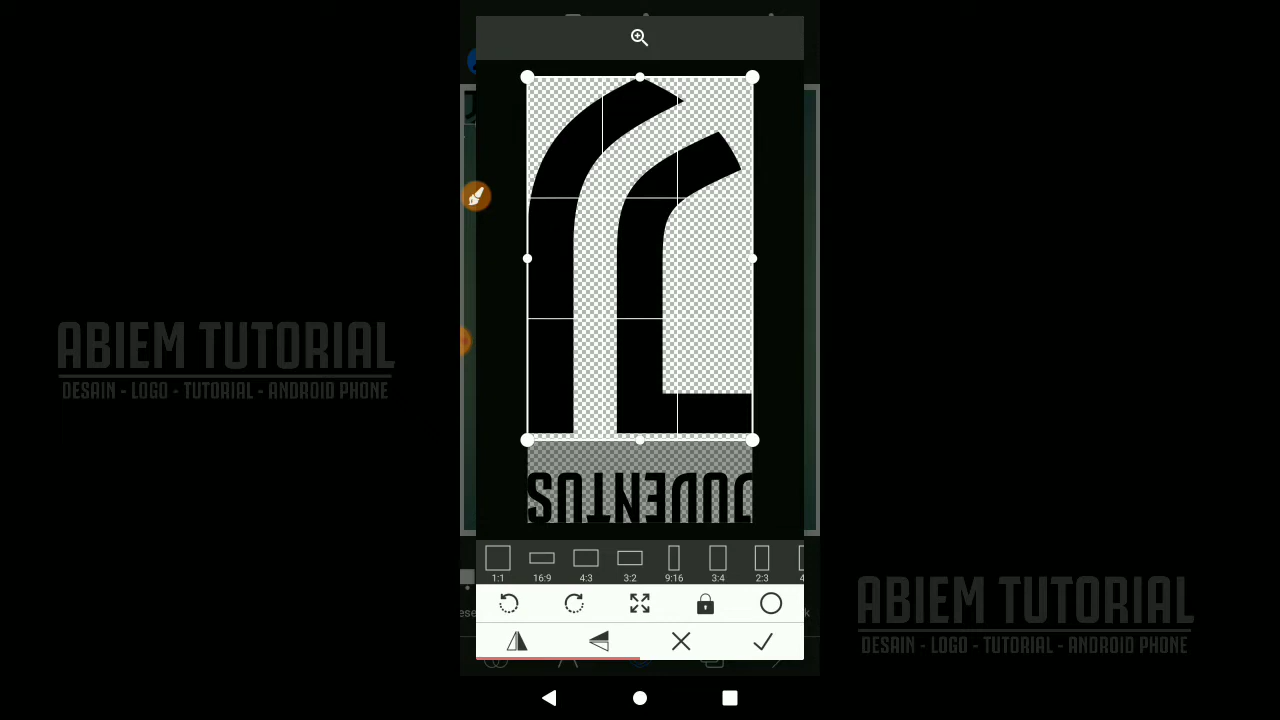 JUVENTUS
1:1 16:9 4:3 3:2 9:16 3:4 2:3
ABIEM TUTORIAL
DESAIN - LOGO - TUTORIAL - ANDROID PHONE
ABIEM TUTORIAL
DESAIN - LOGO - TUTORIAL - ANDROID PHONE